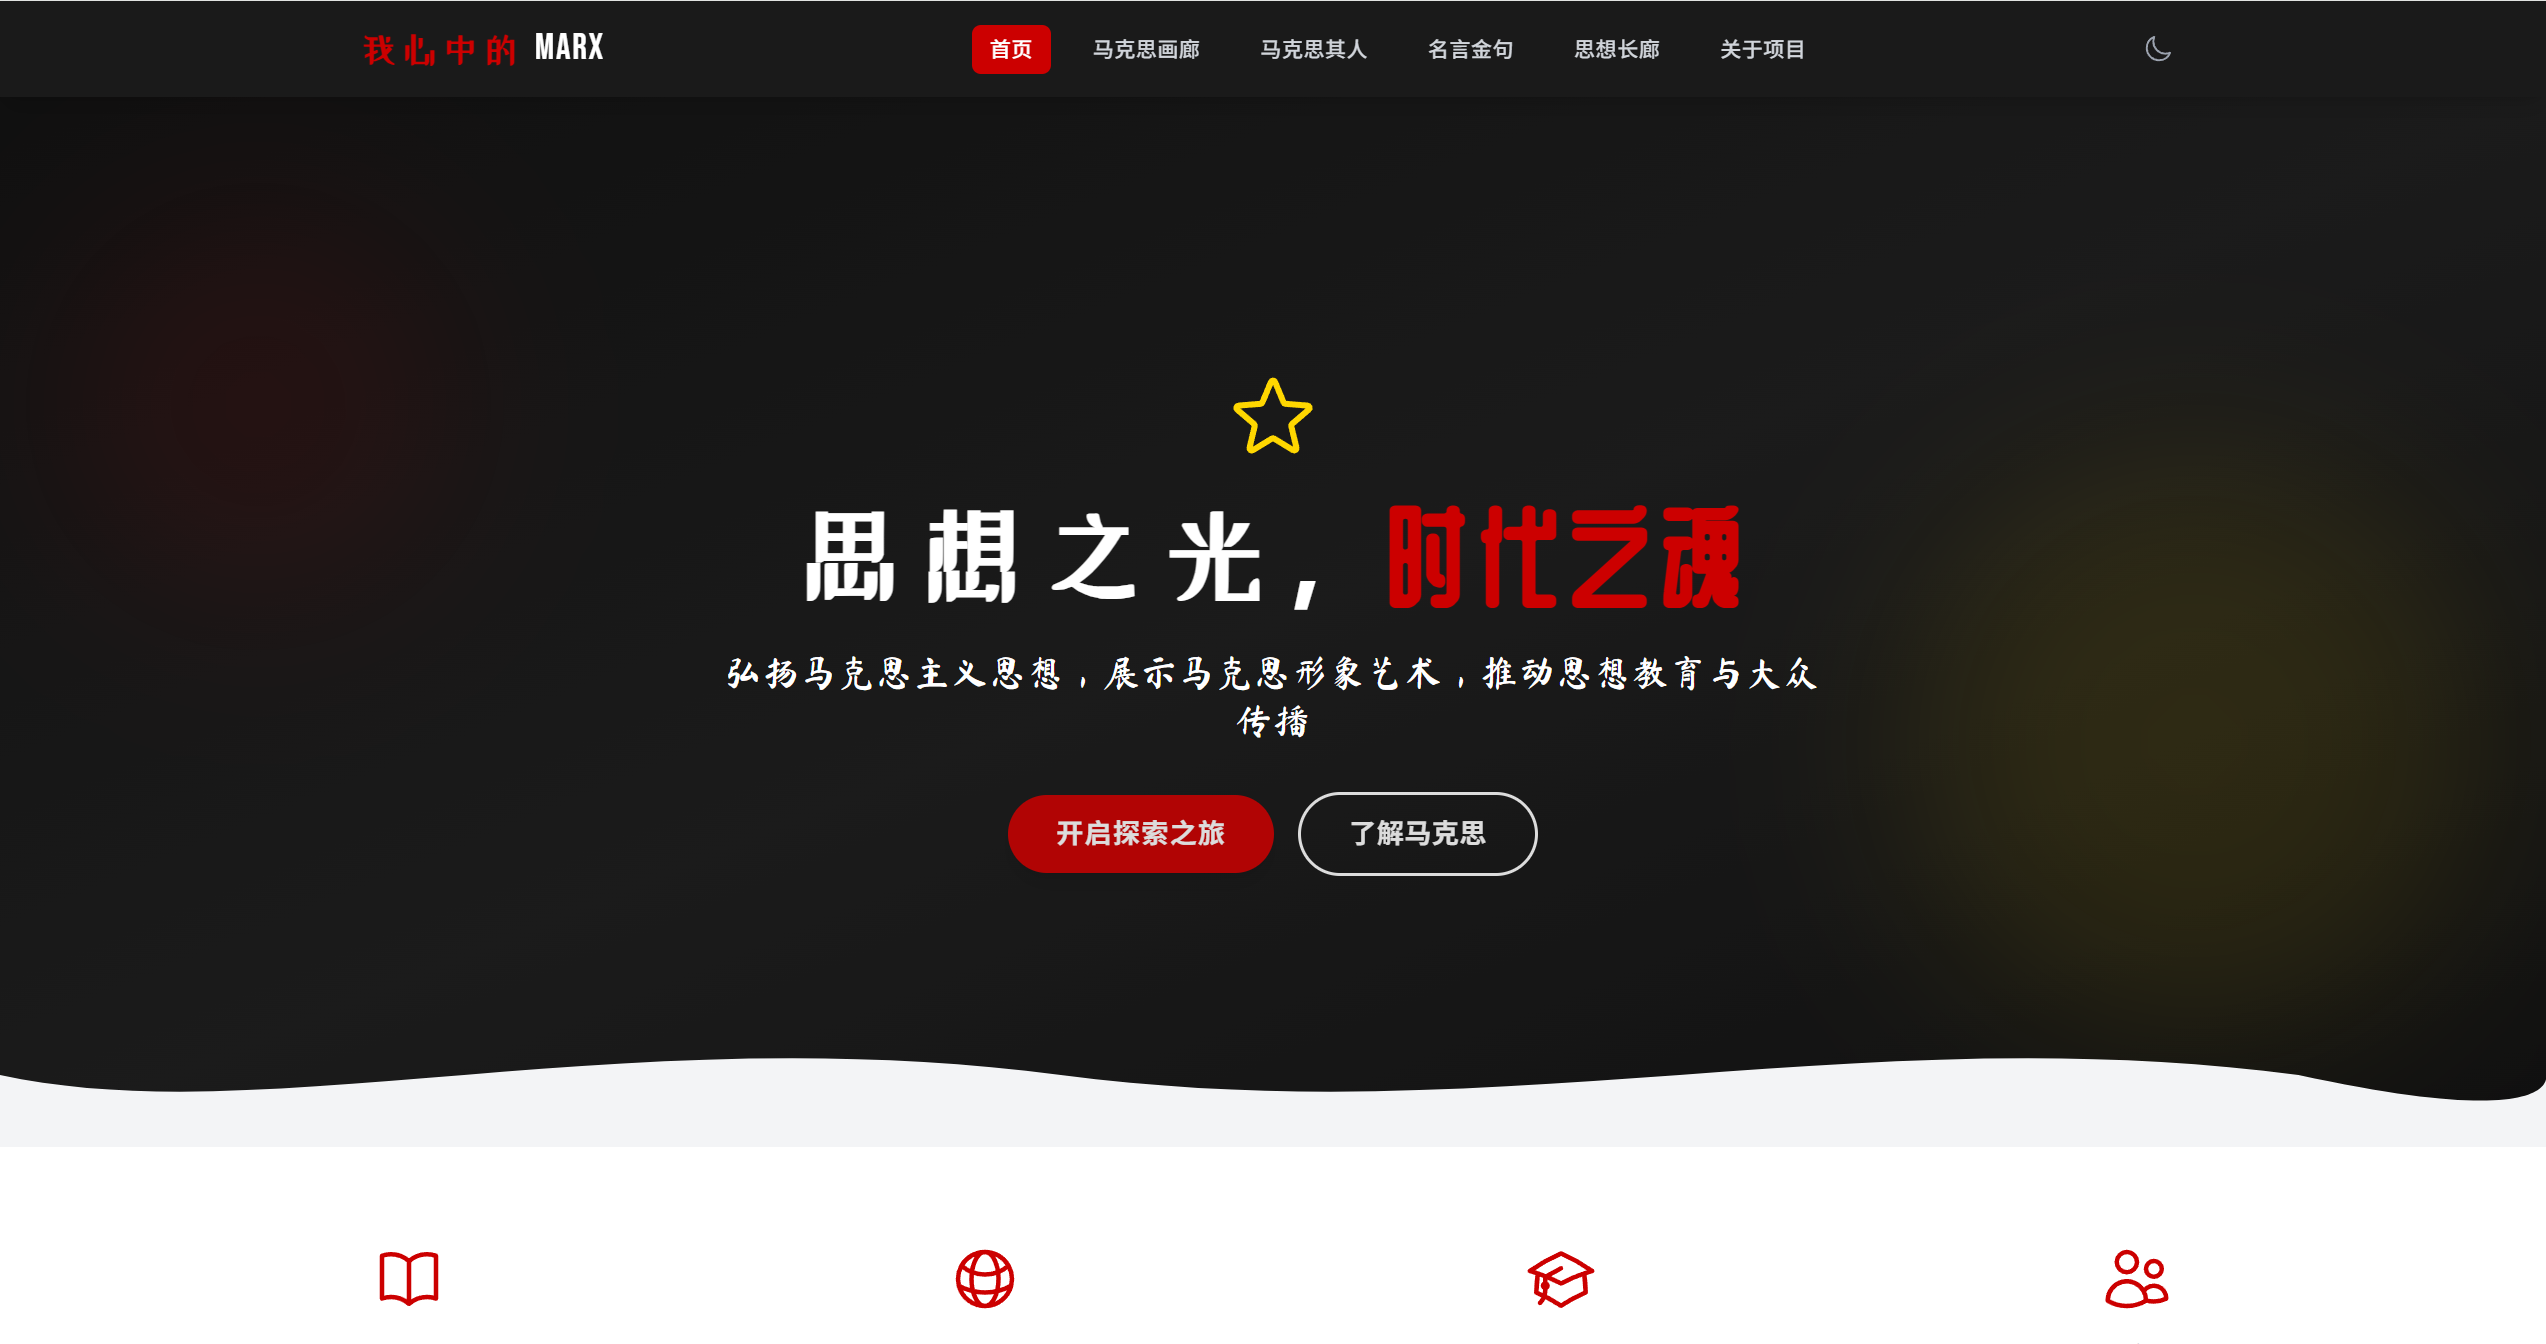 我心中的 MARX
首页 马克思画廊 马克思其人 名言金句 思想长廊 关于项目
思想之光，时代之魂
弘扬马克思主义思想，展示马克思形象艺术，推动思想教育与大众
传播
开启探索之旅 了解马克思